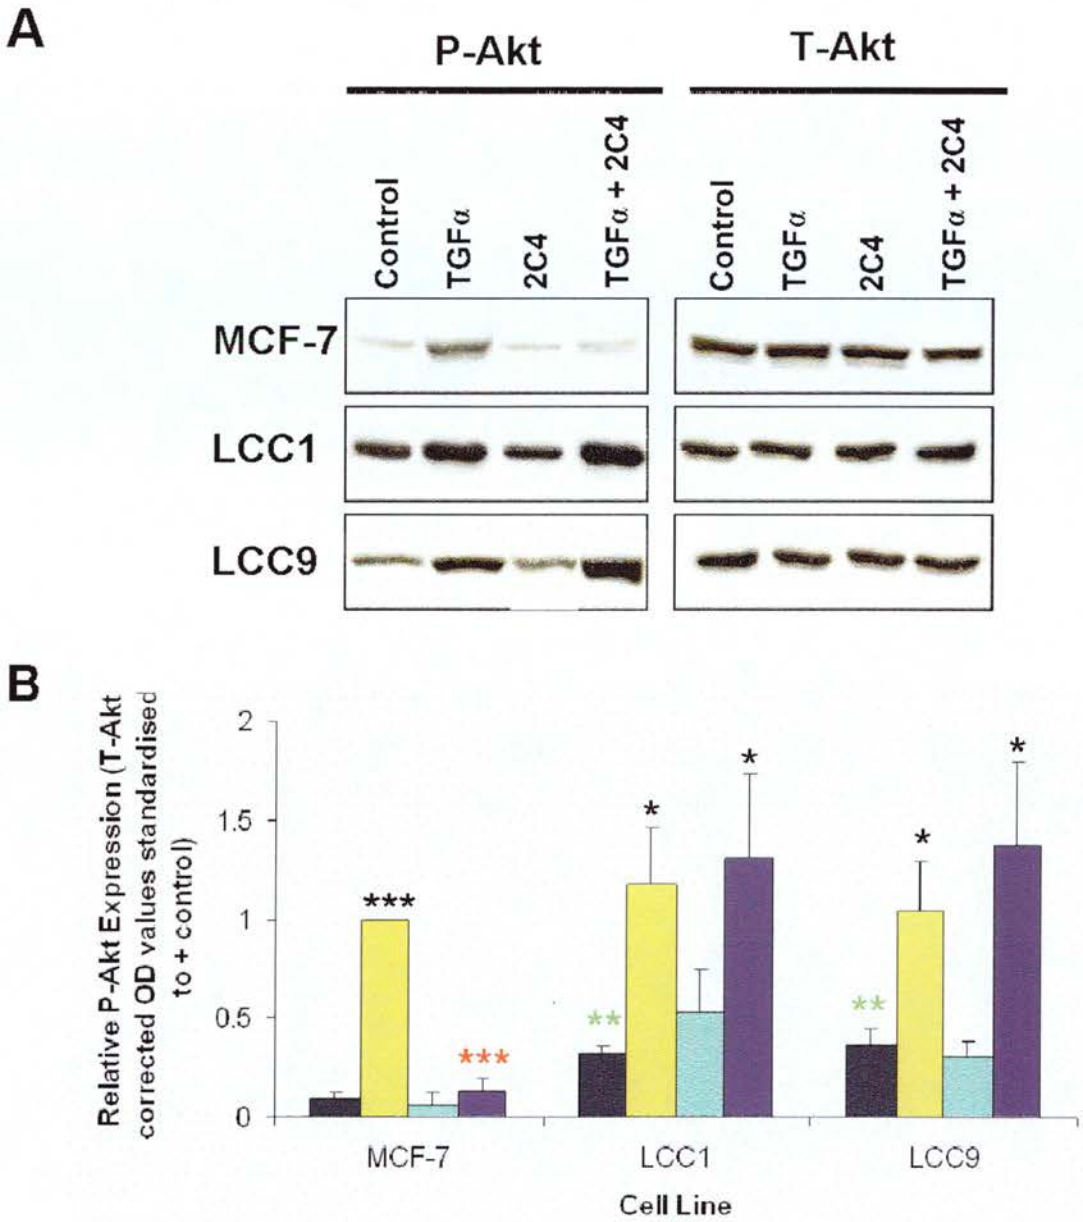 A
P-Akt
T-Akt
Control
TGFα
2C4
TGFα + 2C4
Control
TGFα
2C4
TGFα + 2C4
MCF-7
LCC1
LCC9
B
Relative P-Akt Expression (T-Akt
corrected OD values standardised
to + control)
2
1.5
1
0.5
0
***
***
**
*
*
**
*
*
MCF-7
LCC1
LCC9
Cell Line